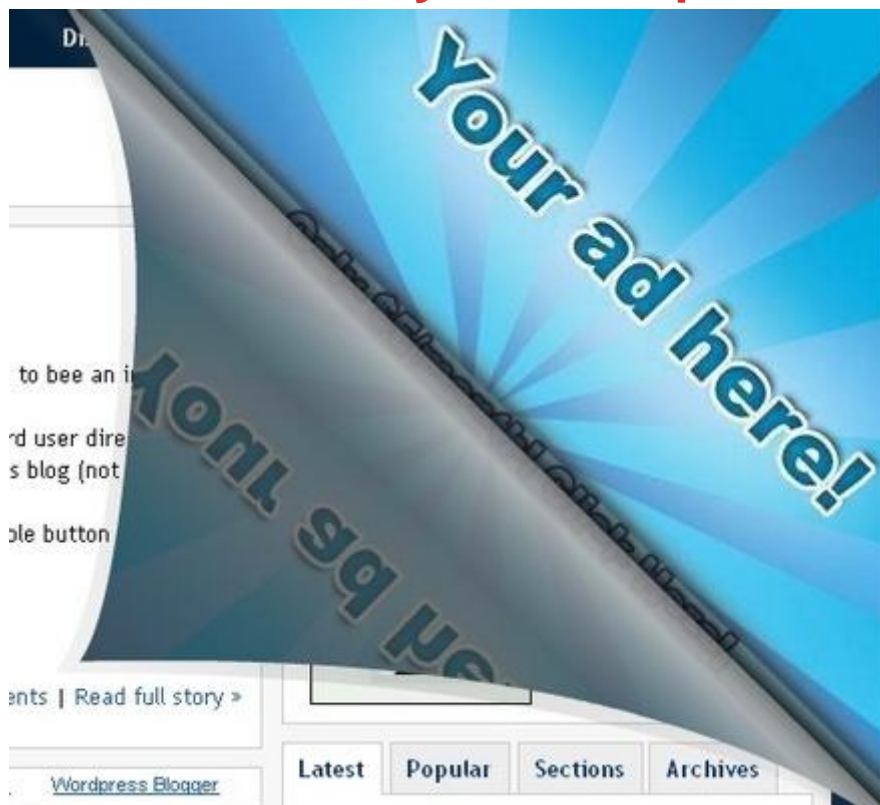 Your ad here!
to bee an
rd user dire
s blog (not
ble button
ents | Read full story »
Wordpress Blogger
Latest
Popular
Sections
Archives